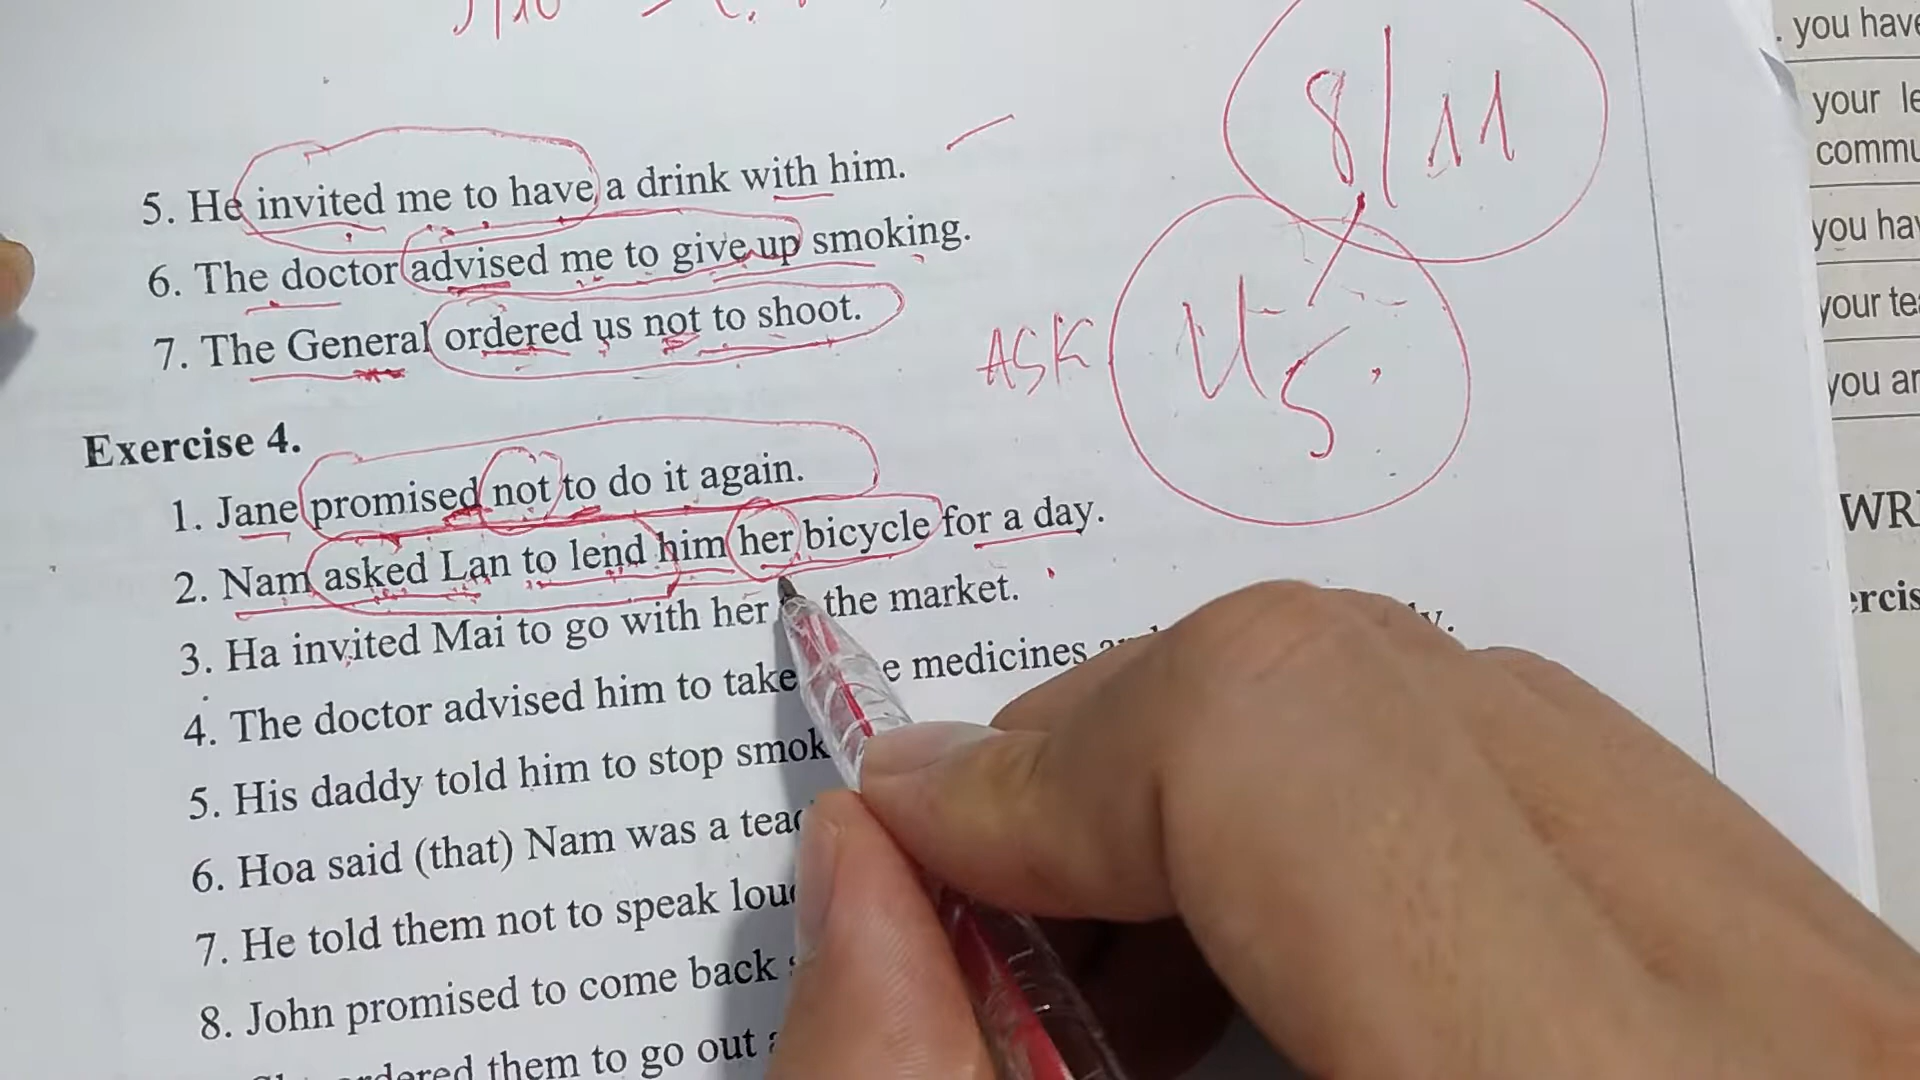 8/11
5. He invited me to have a drink with him.
6. The doctor advised me to give up smoking.
7. The General ordered us not to shoot.
ASK
Exercise 4.
1. Jane promised not to do it again.
2. Nam asked Lan to lend him her bicycle for a day.
3. Ha invited Mai to go with her the market.
4. The doctor advised him to take medicines
5. His daddy told him to stop
6. Hoa said (that) Nam was a
7. He told them not to speak
8. John promised to come back
them to go out
you have
your
you
your
you